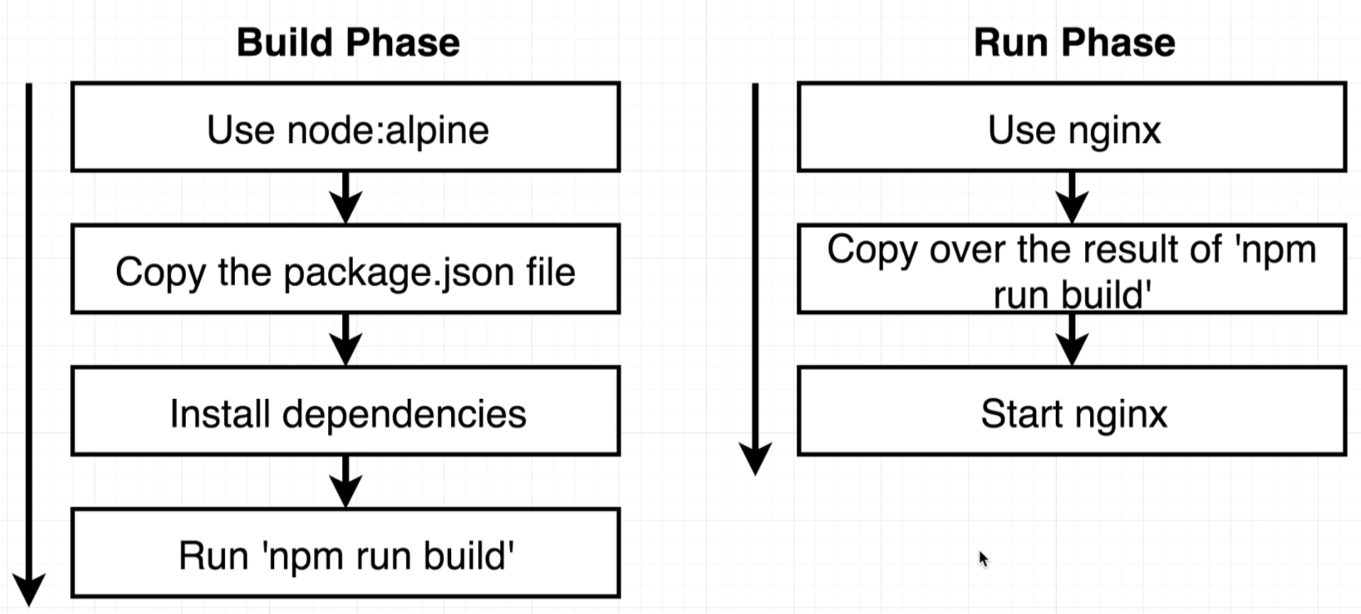 Build Phase
Use node:alpine
Copy the package.json file
Install dependencies
Run 'npm run build'
Run Phase
Use nginx
Copy over the result of 'npm
run build'
Start nginx